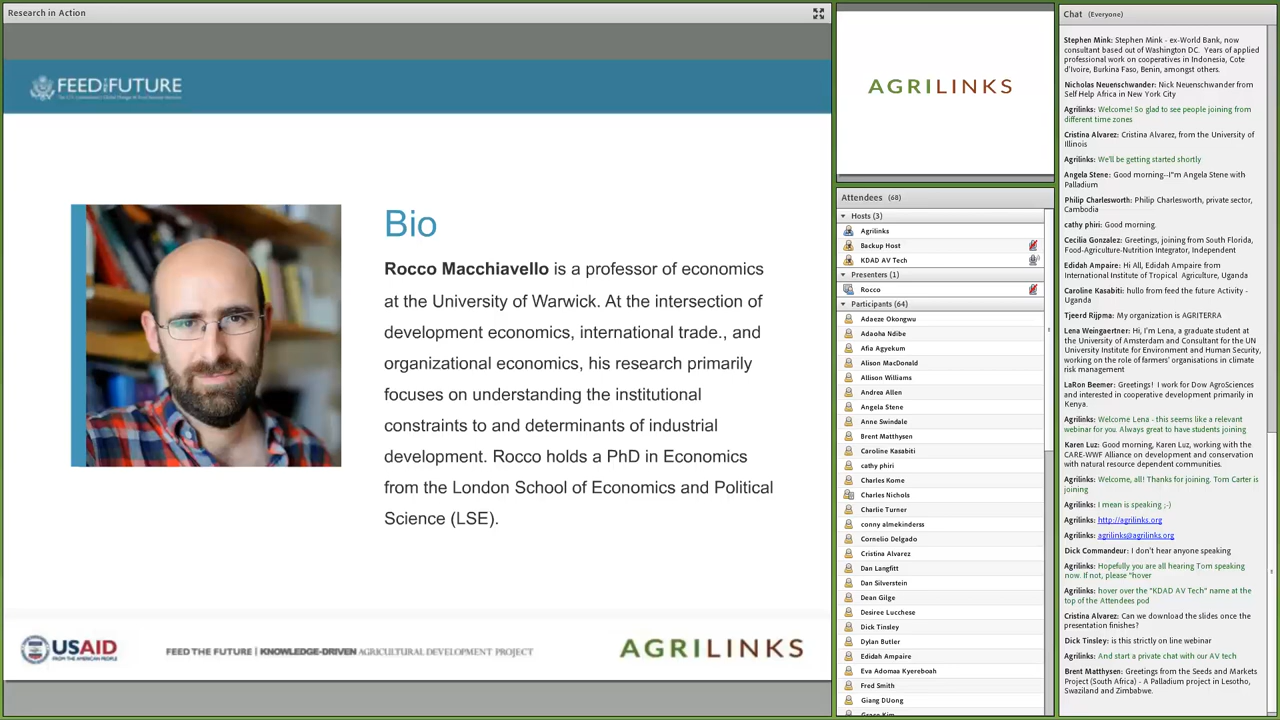 Research in Action
FEED THE FUTURE
The U.S. Government's Global Hunger & Food Security Initiative
Bio
Rocco Macchiavello is a professor of economics
at the University of Warwick. At the intersection of
development economics, international trade., and
organizational economics, his research primarily
focuses on understanding the institutional
constraints to and determinants of industrial
development. Rocco holds a PhD in Economics
from the London School of Economics and Political
Science (LSE).
USAID
FROM THE AMERICAN PEOPLE
FEED THE FUTURE | KNOWLEDGE-DRIVEN AGRICULTURAL DEVELOPMENT PROJECT
AGRILINKS
AGRILINKS
Attendees (68)
Hosts (3)
Agrilinks
Backup Host
KDAD AV Tech
Presenters (1)
Rocco
Participants (64)
Adaeze Okongwu
Adaoha Ndibe
Afia Agyekum
Alison MacDonald
Allison Williams
Andrea Allen
Angela Stene
Anne Swindale
Brent Matthysen
Caroline Kasabiti
cathy phiri
Charles Kome
Charles Nichols
Charlie Turner
conny almekinderss
Cornelio Delgado
Cristina Alvarez
Dan Langfitt
Dan Silverstein
Dean Gilge
Desiree Lucchese
Dick Tinsley
Dylan Butler
Edidah Ampaire
Eva Adomaa Kyereboah
Fred Smith
Giang DUong
Grace Kim
Chat (Everyone)
Stephen Mink: Stephen Mink - ex-World Bank, now
consultant based out of Washington DC. Years of applied
professional work on cooperatives in Indonesia, Cote
d'Ivoire, Burkina Faso, Benin, amongst others.
Nicholas Neuenschwander: Nick Neuenschwander from
Self Help Africa in New York City
Agrilinks: Welcome! So glad to see people joining from
different time zones
Cristina Alvarez: Cristina Alvarez, from the University of
Illinois
Agrilinks: We'll be getting started shortly
Angela Stene: Good morning--I"m Angela Stene with
Palladium
Philip Charlesworth: Philip Charlesworth, private sector,
Cambodia
cathy phiri: Good morning.
Cecilia Gonzalez: Greetings, joining from South Florida,
Food-Agriculture-Nutrition Integrator, Independent
Edidah Ampaire: Hi All, Edidah Ampaire from
International Institute of Tropical Agriculture, Uganda
Caroline Kasabiti: hullo from feed the future Activity -
Uganda
Tjeerd Rijpma: My organization is AGRITERRA
Lena Weingaertner: Hi, I'm Lena, a graduate student at
the University of Amsterdam and Consultant for the UN
University Institute for Environment and Human Security,
working on the role of farmers' organisations in climate
risk management
LaRon Beemer: Greetings! I work for Dow AgroSciences
and interested in cooperative development primarily in
Kenya.
Agrilinks: Welcome Lena - this seems like a relevant
webinar for you. Always great to have students joining
Karen Luz: Good morning, Karen Luz, working with the
CARE-WWF Alliance on development and conservation
with natural resource dependent communities.
Agrilinks: Welcome, all! Thanks for joining. Tom Carter is
joining
Agrilinks: I mean is speaking ;-)
Agrilinks: http://agrilinks.org
Agrilinks: agrilinks@agrilinks.org
Dick Commandeur: I don't hear anyone speaking
Agrilinks: Hopefully you are all hearing Tom speaking
now. If not, please "hover
Agrilinks: hover over the "KDAD AV Tech" name at the
top of the Attendees pod
Cristina Alvarez: Can we download the slides once the
presentation finishes?
Dick Tinsley: is this strictly on line webinar
Agrilinks: And start a private chat with our AV tech
Brent Matthysen: Greetings from the Seeds and Markets
Project (South Africa) - A Palladium project in Lesotho,
Swaziland and Zimbabwe.